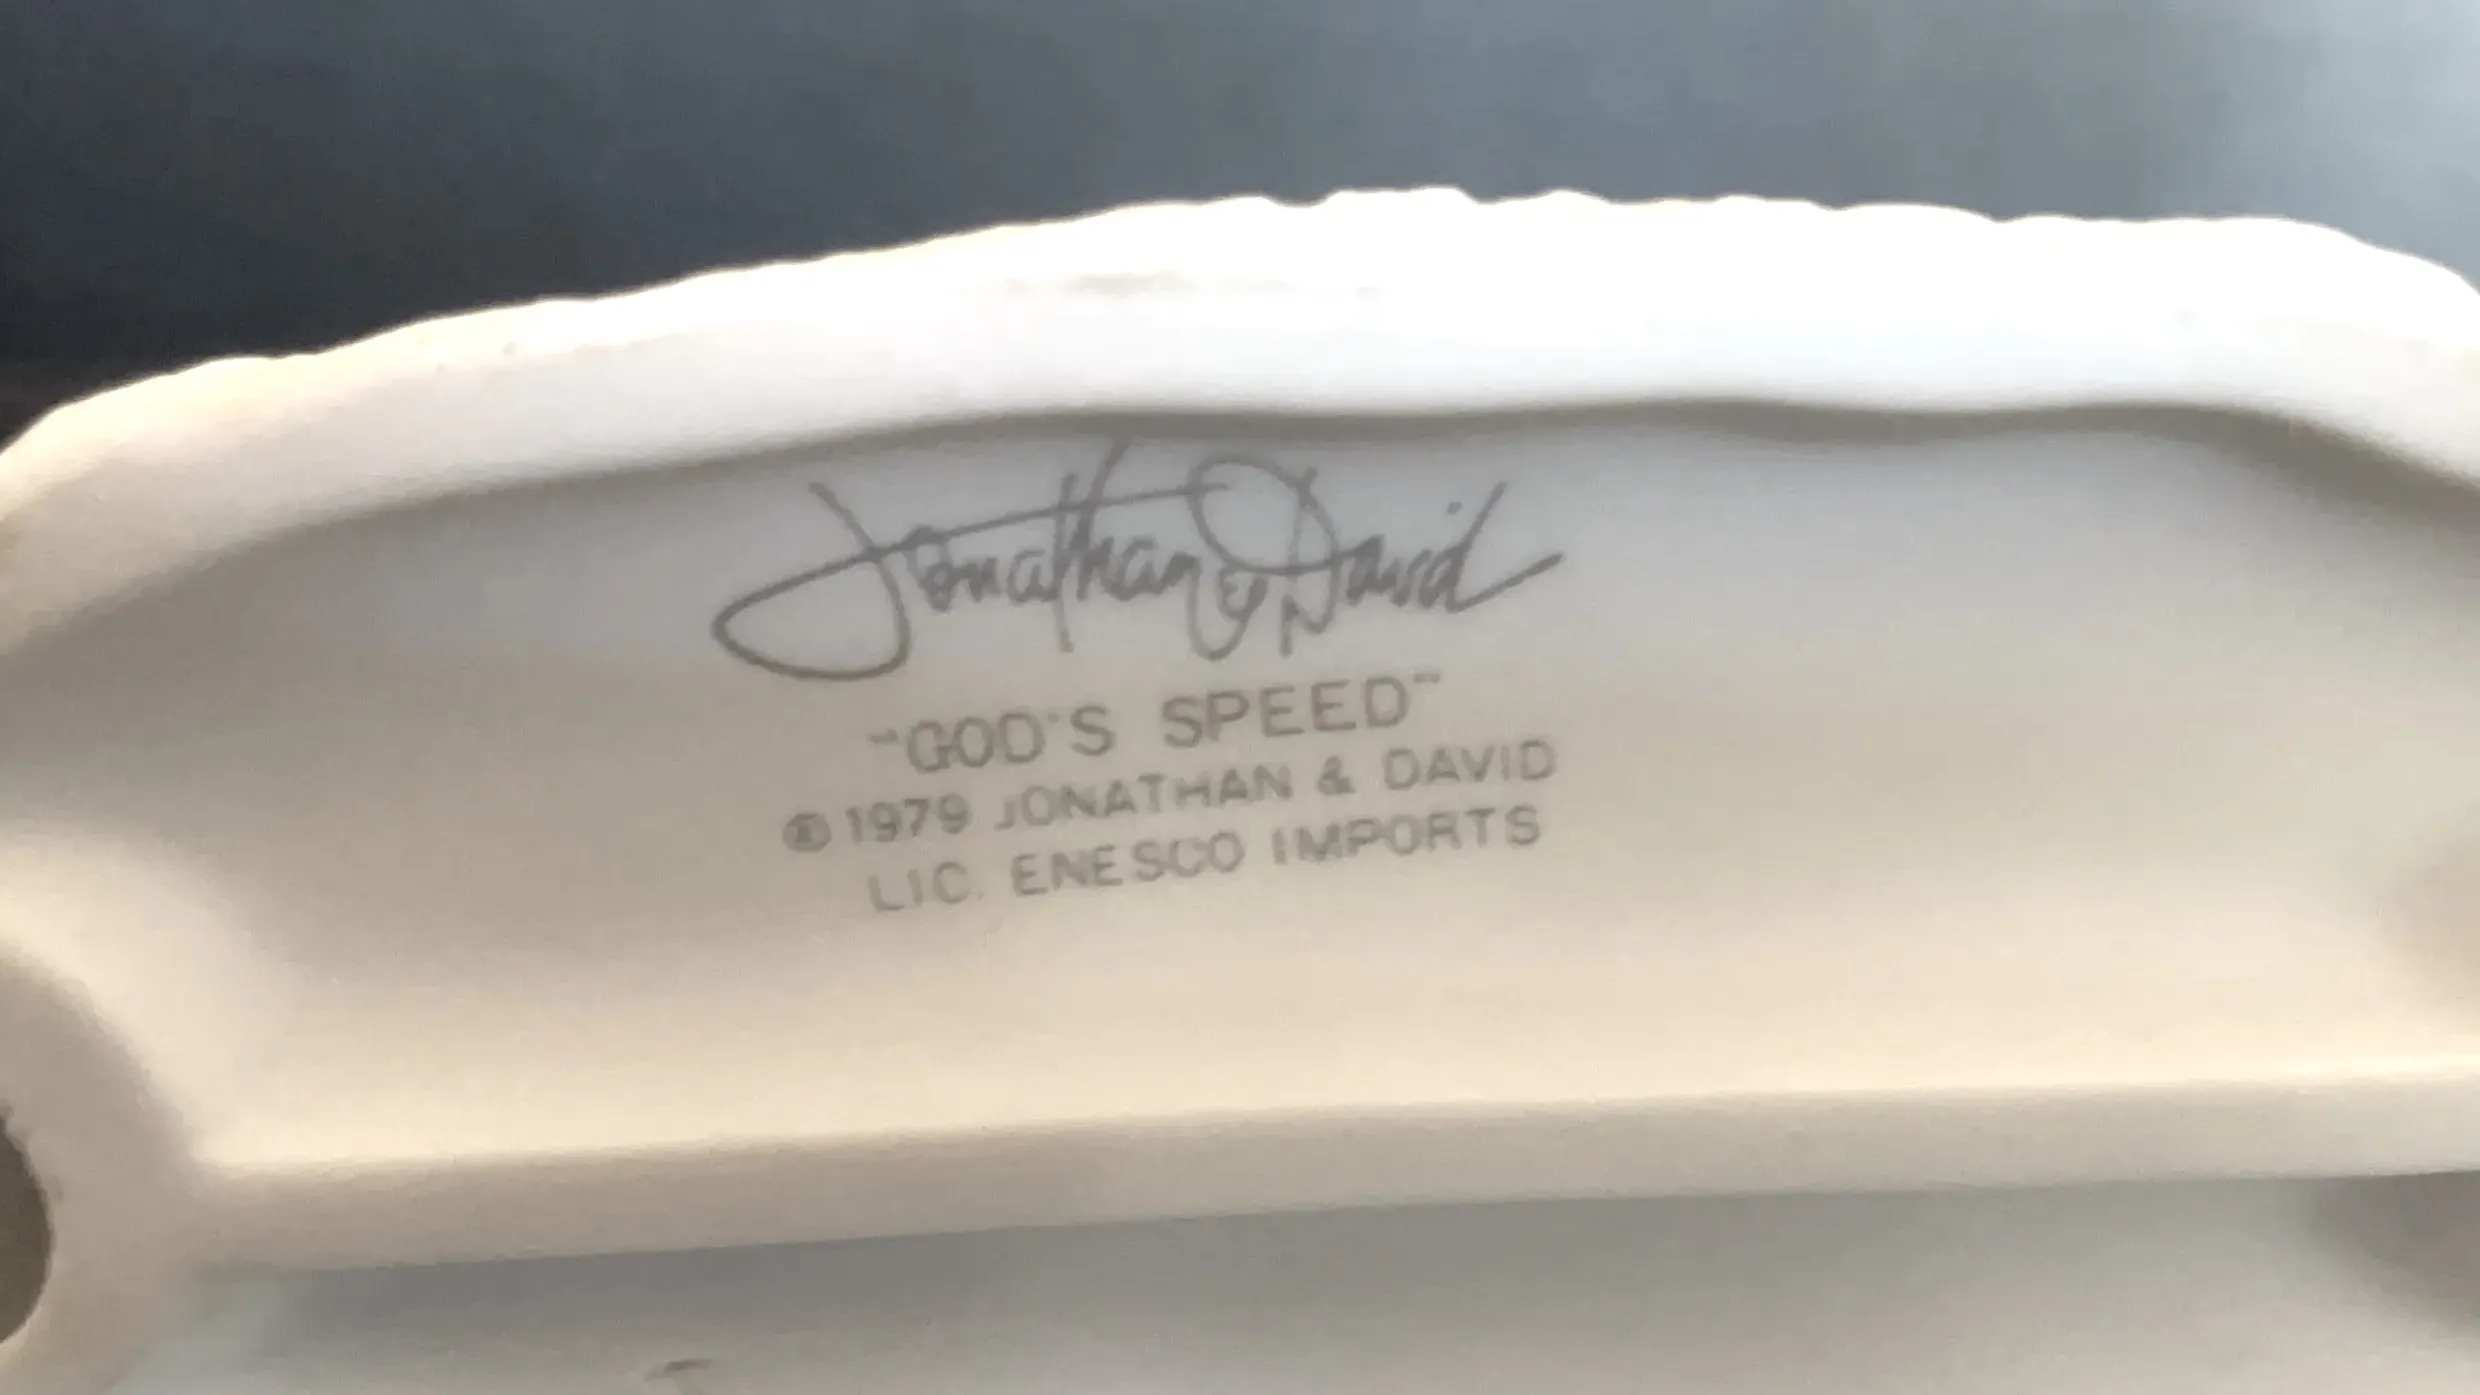 Jonathan & David
"GOD'S SPEED"
© 1979 JONATHAN & DAVID
LIC. ENESCO IMPORTS